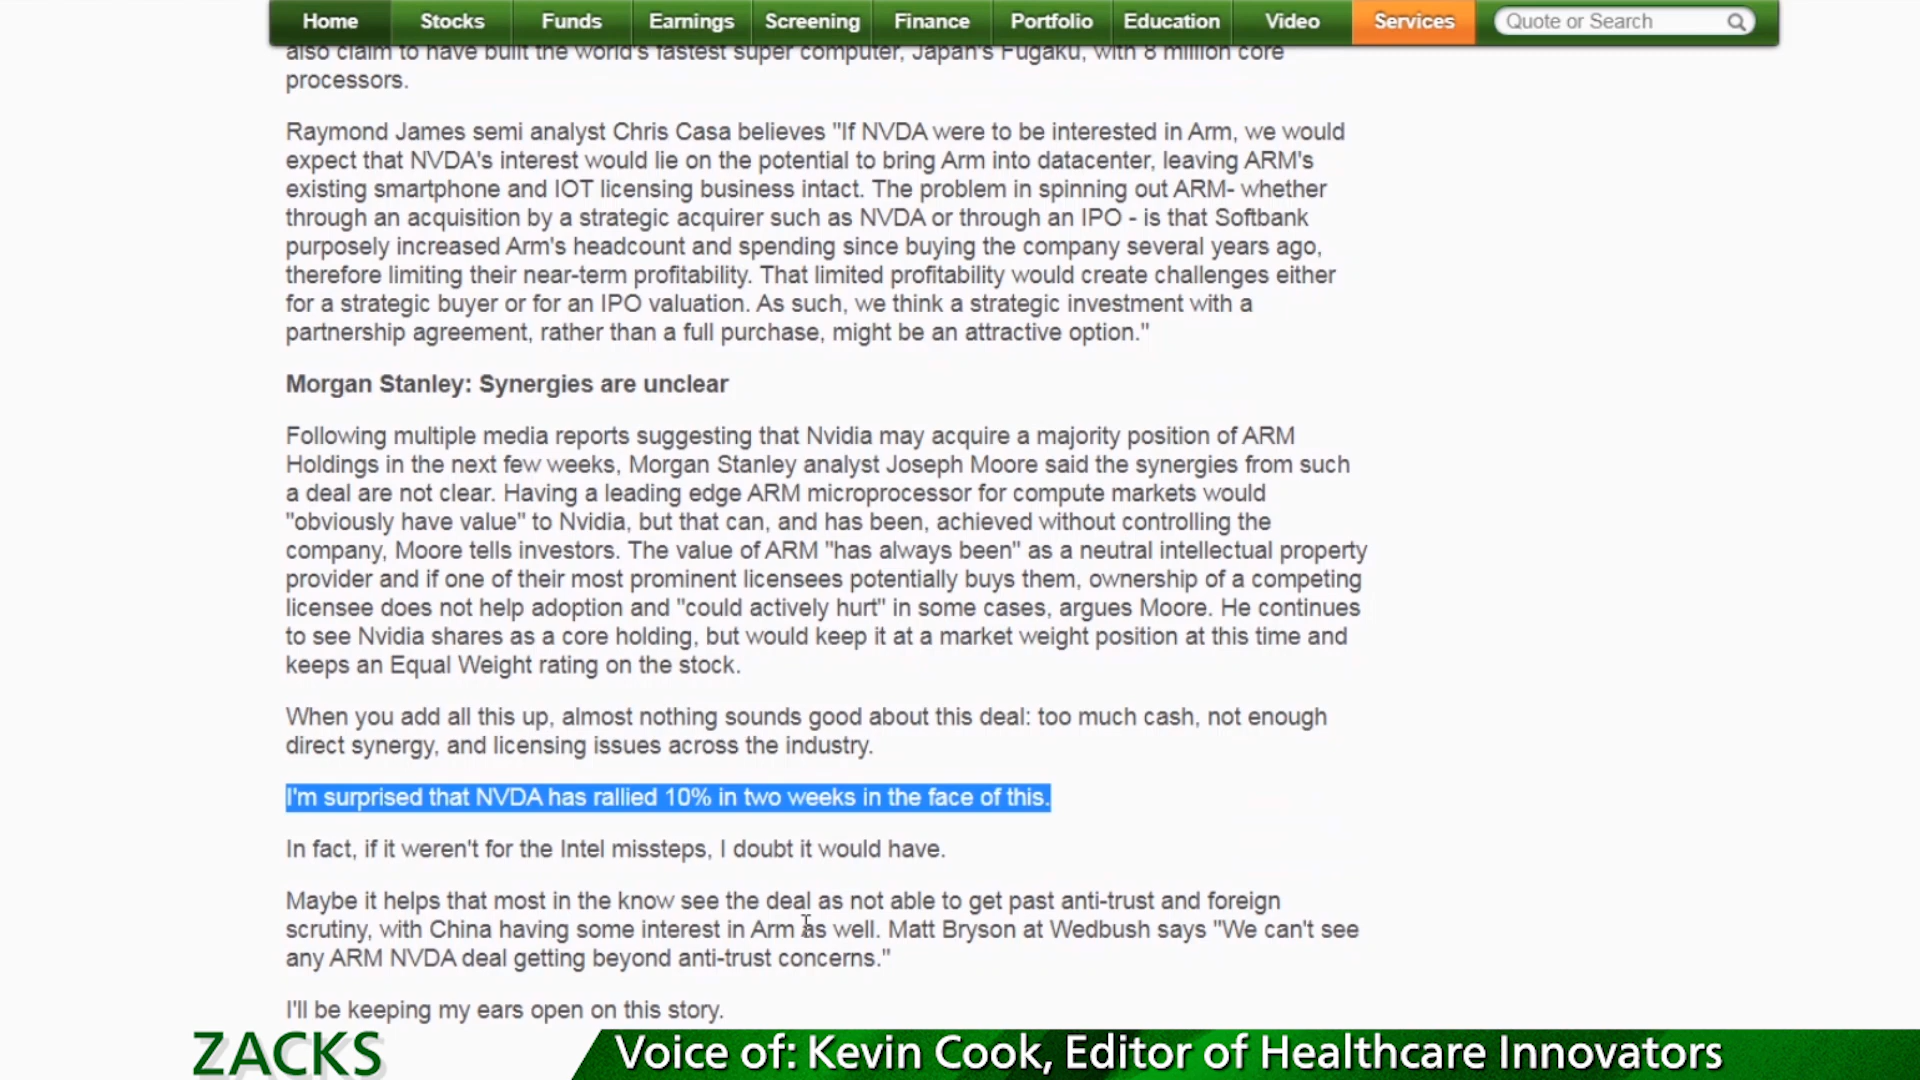 Home Stocks Funds Earnings Screening Finance Portfolio Education Video Services Quote or Search
also claim to have built the world's fastest super computer, Japan's Fugaku, with 8 million core
processors.
Raymond James semi analyst Chris Casa believes "If NVDA were to be interested in Arm, we would
expect that NVDA's interest would lie on the potential to bring Arm into datacenter, leaving ARM's
existing smartphone and IOT licensing business intact. The problem in spinning out ARM- whether
through an acquisition by a strategic acquirer such as NVDA or through an IPO - is that Softbank
purposely increased Arm's headcount and spending since buying the company several years ago,
therefore limiting their near-term profitability. That limited profitability would create challenges either
for a strategic buyer or for an IPO valuation. As such, we think a strategic investment with a
partnership agreement, rather than a full purchase, might be an attractive option."
Morgan Stanley: Synergies are unclear
Following multiple media reports suggesting that Nvidia may acquire a majority position of ARM
Holdings in the next few weeks, Morgan Stanley analyst Joseph Moore said the synergies from such
a deal are not clear. Having a leading edge ARM microprocessor for compute markets would
"obviously have value" to Nvidia, but that can, and has been, achieved without controlling the
company, Moore tells investors. The value of ARM "has always been" as a neutral intellectual property
provider and if one of their most prominent licensees potentially buys them, ownership of a competing
licensee does not help adoption and "could actively hurt" in some cases, argues Moore. He continues
to see Nvidia shares as a core holding, but would keep it at a market weight position at this time and
keeps an Equal Weight rating on the stock.
When you add all this up, almost nothing sounds good about this deal: too much cash, not enough
direct synergy, and licensing issues across the industry.
I'm surprised that NVDA has rallied 10% in two weeks in the face of this.
In fact, if it weren't for the Intel missteps, I doubt it would have.
Maybe it helps that most in the know see the deal as not able to get past anti-trust and foreign
scrutiny, with China having some interest in Arm as well. Matt Bryson at Wedbush says "We can't see
any ARM NVDA deal getting beyond anti-trust concerns."
I'll be keeping my ears open on this story.
ZACKS Voice of: Kevin Cook, Editor of Healthcare Innovators